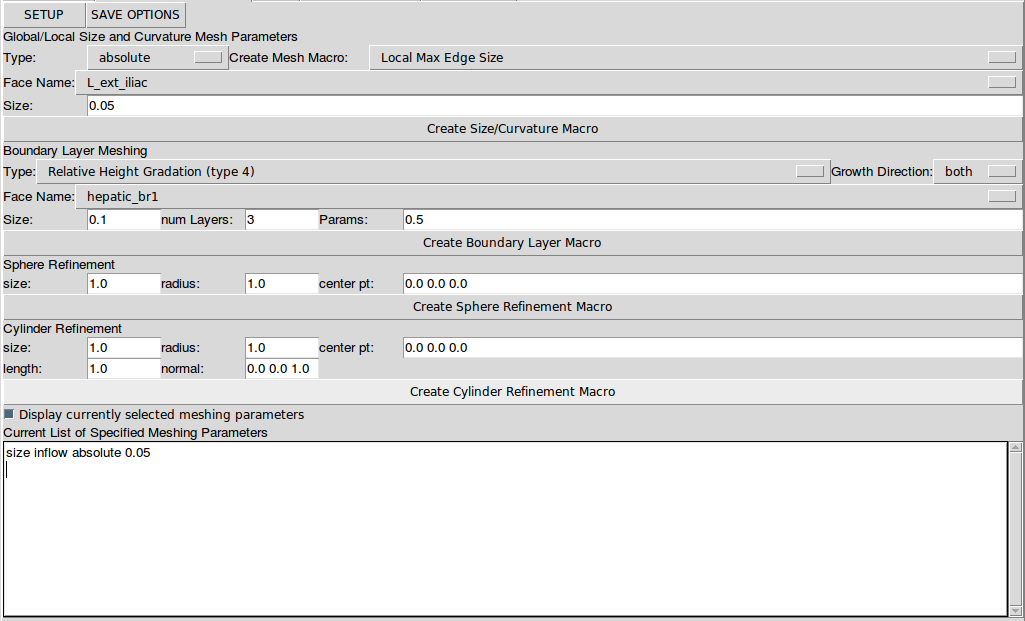 SETUP SAVE OPTIONS
Global/Local Size and Curvature Mesh Parameters
Type: absolute Create Mesh Macro: Local Max Edge Size
Face Name: L_ext_iliac
Size: 0.05
Create Size/Curvature Macro
Boundary Layer Meshing
Type: Relative Height Gradation (type 4) Growth Direction: both
Face Name: hepatic_br1
Size: 0.1 num Layers: 3 Params: 0.5
Create Boundary Layer Macro
Sphere Refinement
size: 1.0 radius: 1.0 center pt: 0.0 0.0 0.0
Create Sphere Refinement Macro
Cylinder Refinement
size: 1.0 radius: 1.0 center pt: 0.0 0.0 0.0
length: 1.0 normal: 0.0 0.0 1.0
Create Cylinder Refinement Macro
Display currently selected meshing parameters
Current List of Specified Meshing Parameters
size inflow absolute 0.05